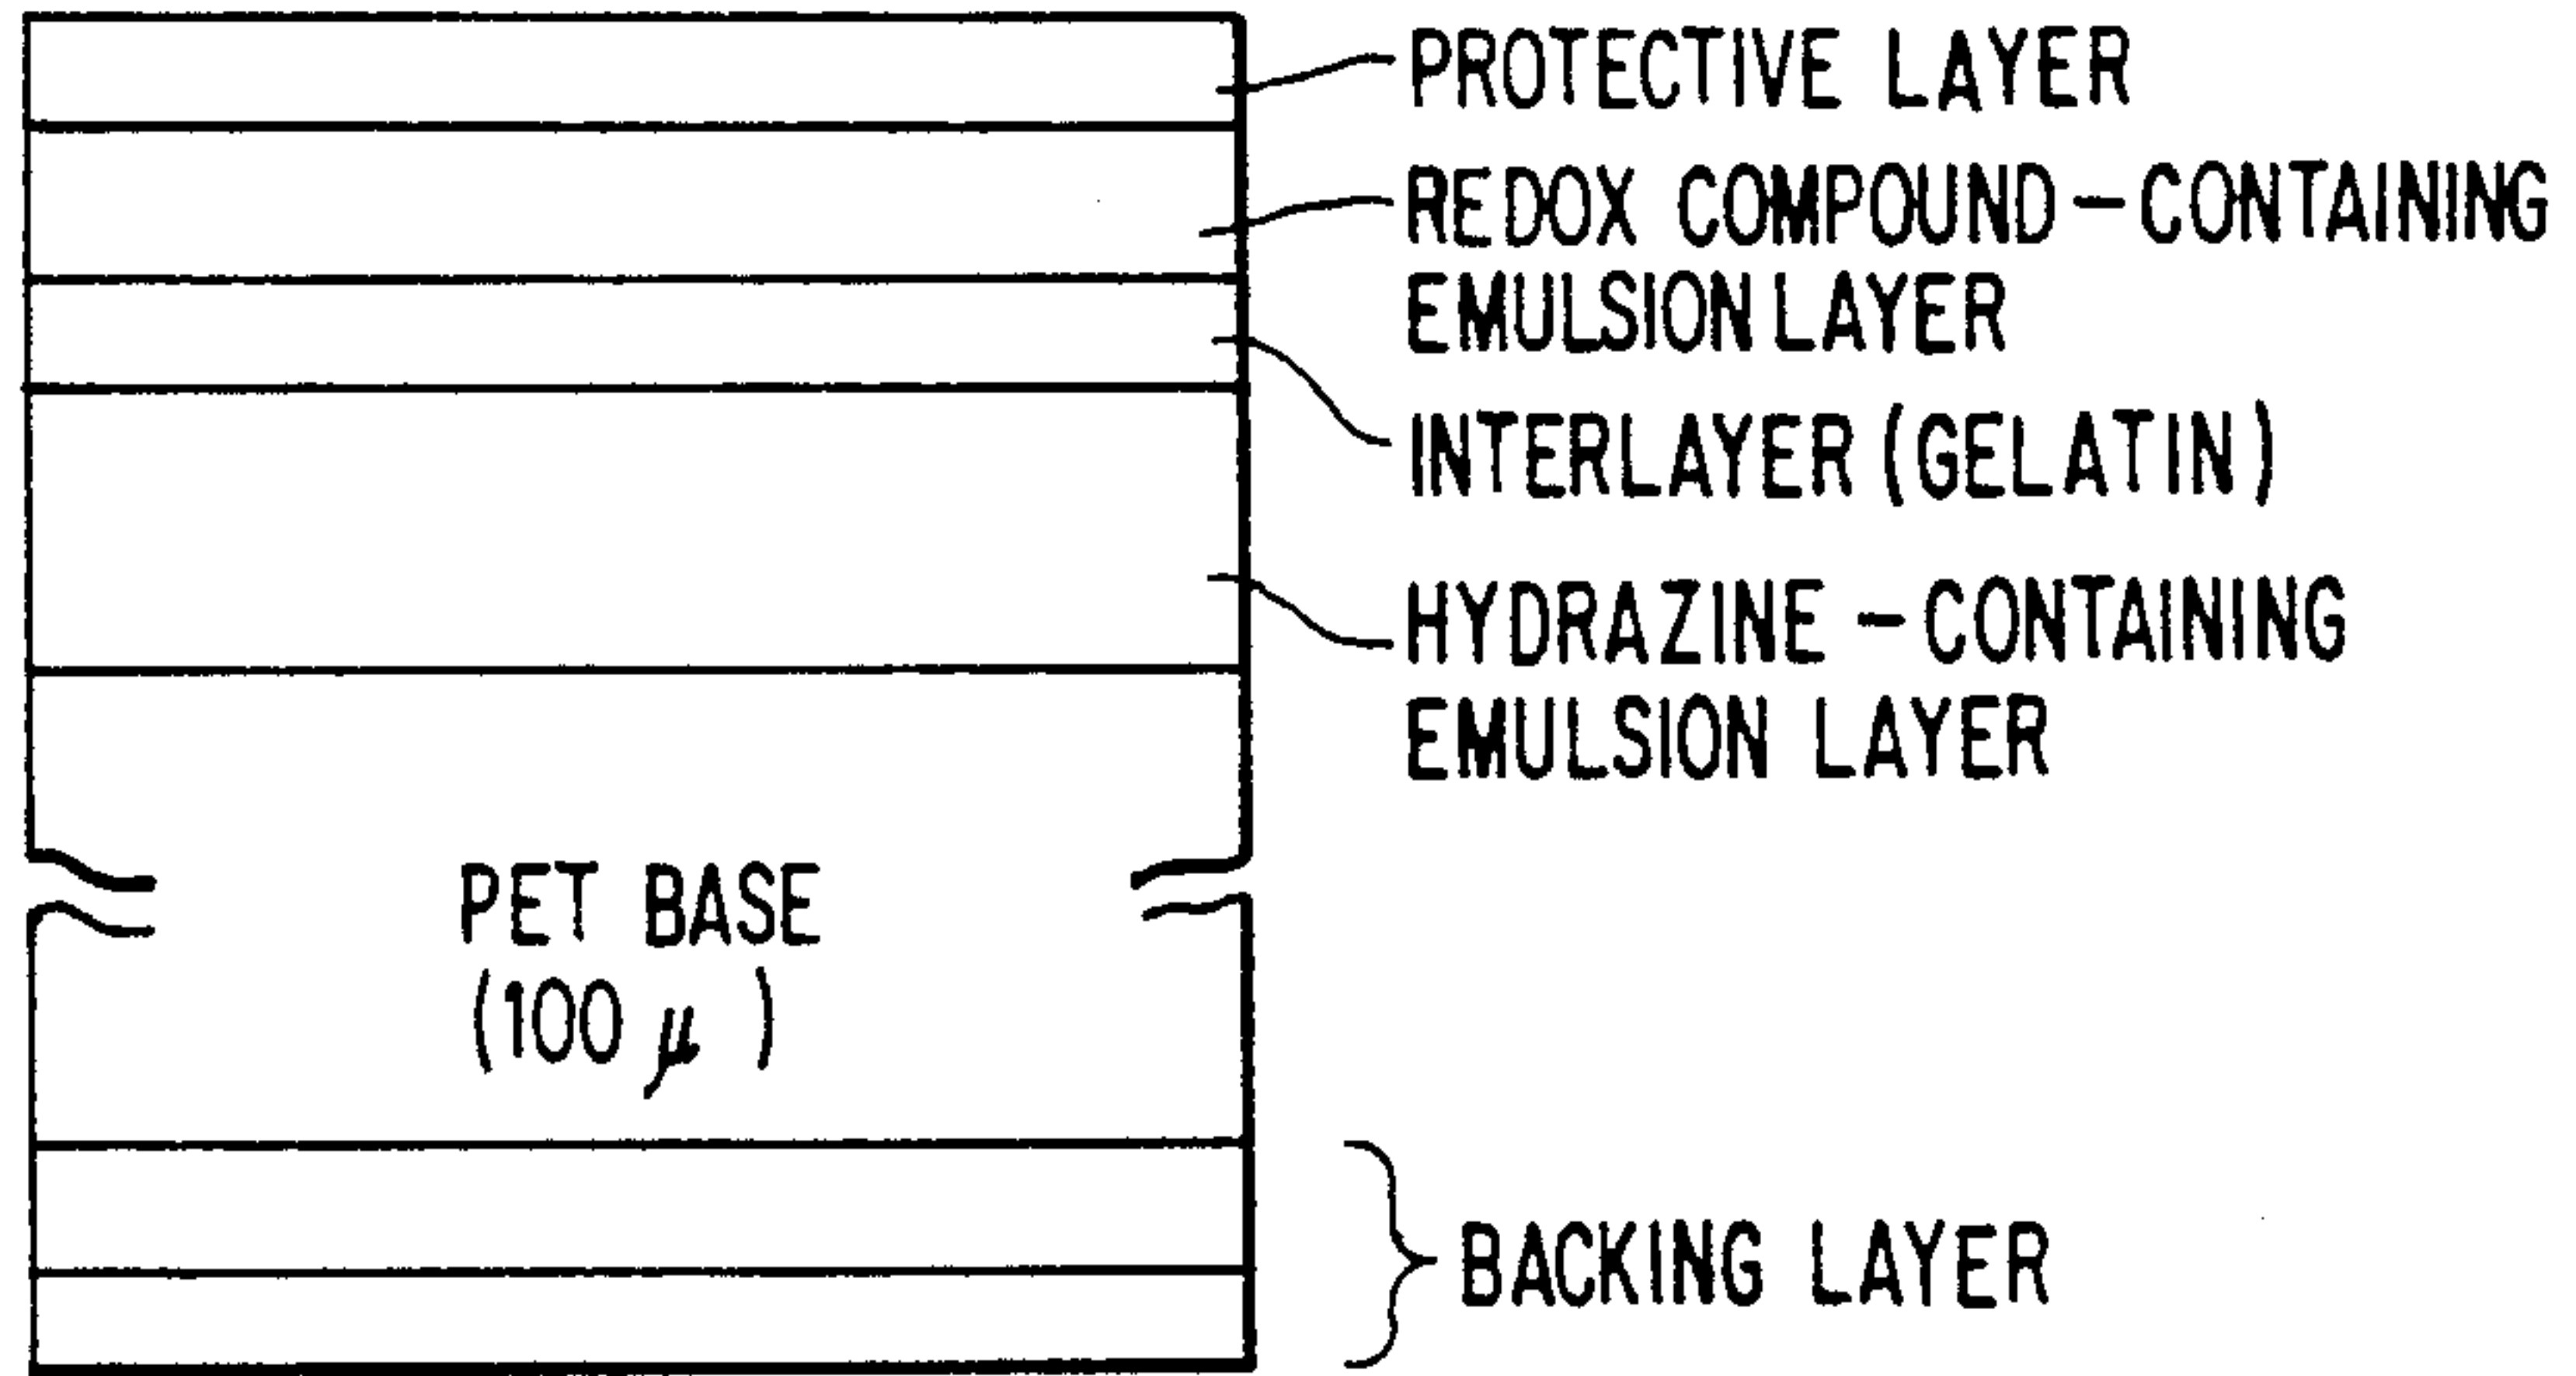 PROTECTIVE LAYER
REDOX COMPOUND-CONTAINING
EMULSION LAYER
INTERLAYER (GELATIN)
HYDRAZINE-CONTAINING
EMULSION LAYER
PET BASE
(100 μ)
BACKING LAYER